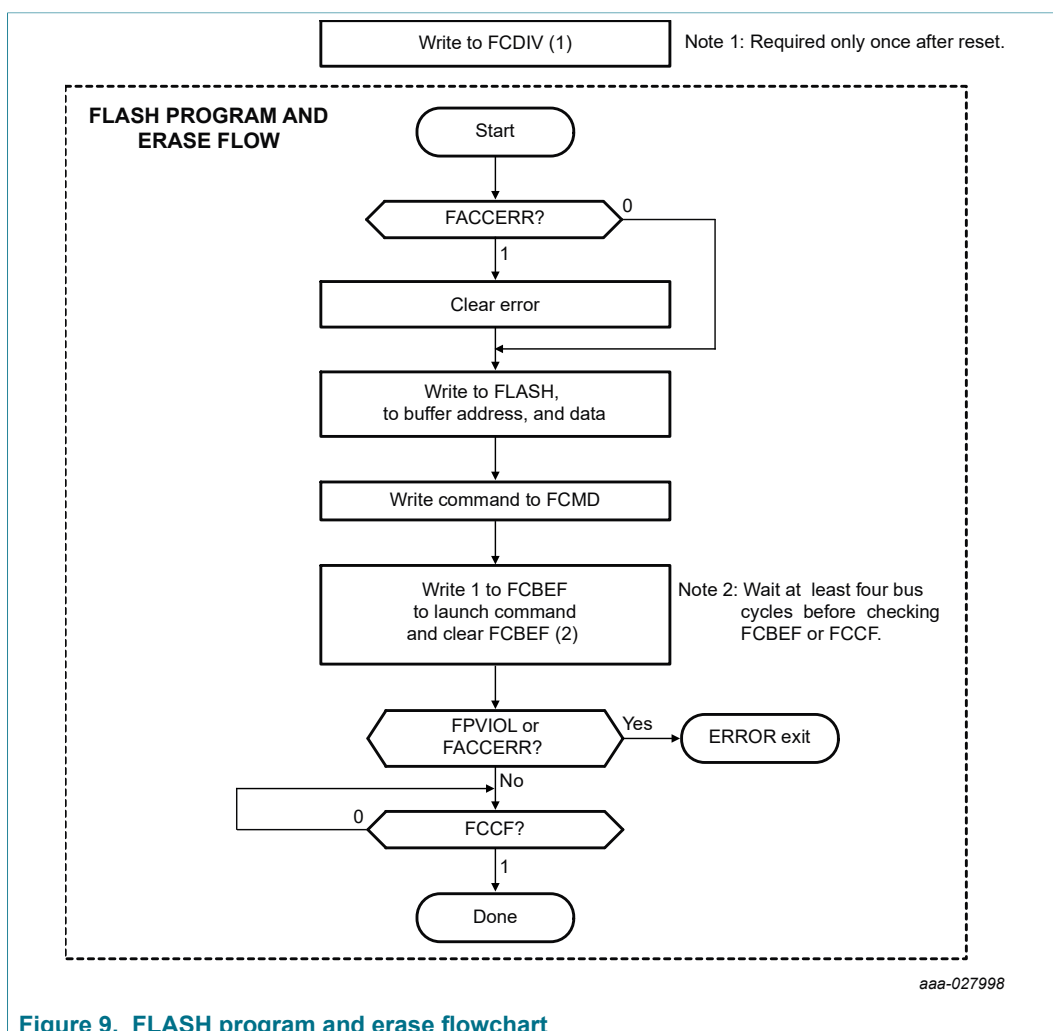 Write to FCDIV (1)
Note 1: Required only once after reset.
FLASH PROGRAM AND
ERASE FLOW
Start
FACCERR?
0
1
Clear error
Write to FLASH,
to buffer address, and data
Write command to FCMD
Write 1 to FCBEF
to launch command
and clear FCBEF (2)
Note 2: Wait at least four bus
cycles before checking
FCBEF or FCCF.
FPVIOL or
FACCERR?
Yes
ERROR exit
No
0
FCCF?
1
Done
aaa-027998
Figure 9. FLASH program and erase flowchart